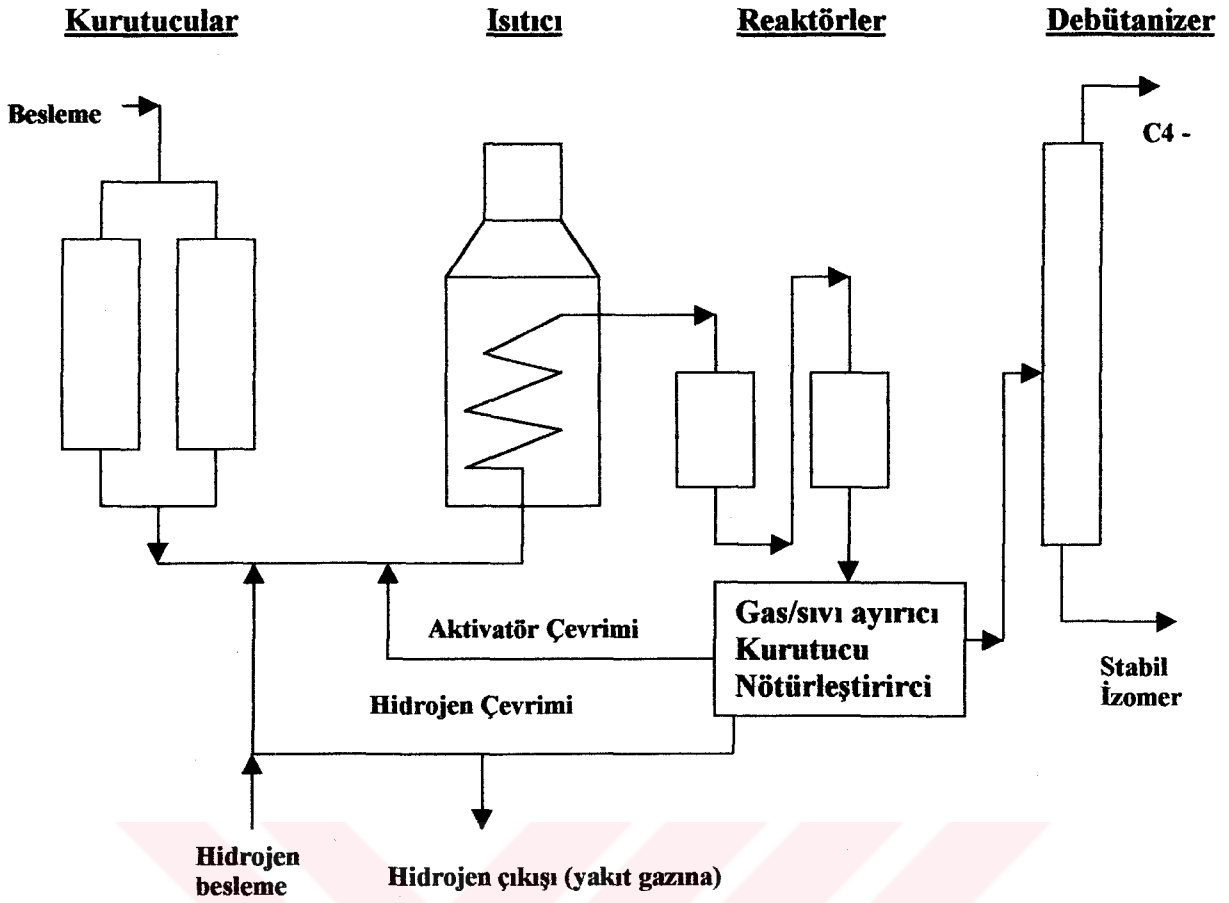 Kurutucular
Isıtıcı
Reaktörler
Debütanizer
Besleme
C4 -
Aktivatör Çevrimi
Gas/sıvı ayırıcı
Kurutucu
Nötürleştirirci
Hidrojen Çevrimi
Stabil
İzomer
Hidrojen
besleme
Hidrojen çıkışı (yakıt gazına)